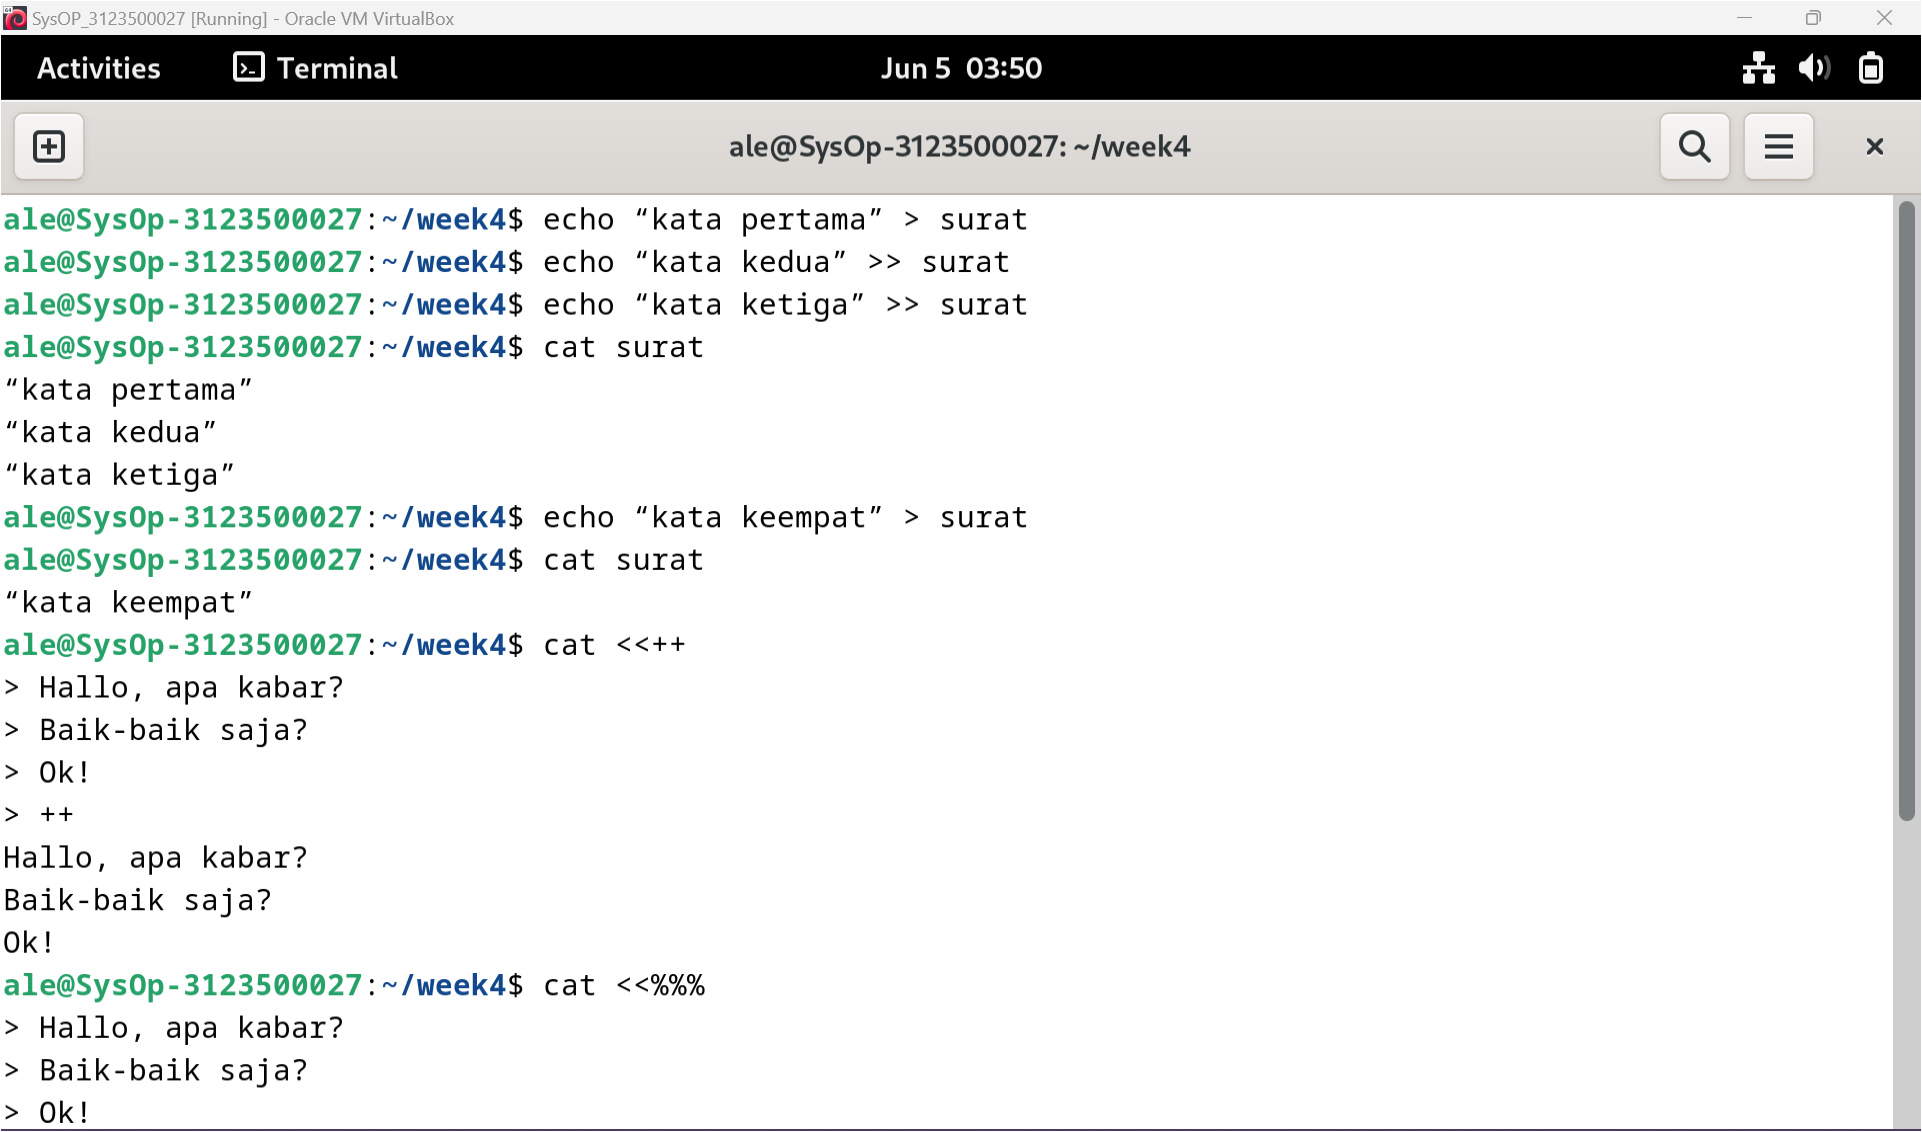 SysOP_3123500027 [Running] - Oracle VM VirtualBox
Activities Terminal Jun 5 03:50
ale@SysOp-3123500027: ~/week4
ale@SysOp-3123500027:~/week4$ echo “kata pertama” > surat
ale@SysOp-3123500027:~/week4$ echo “kata kedua” >> surat
ale@SysOp-3123500027:~/week4$ echo “kata ketiga” >> surat
ale@SysOp-3123500027:~/week4$ cat surat
“kata pertama”
“kata kedua”
“kata ketiga”
ale@SysOp-3123500027:~/week4$ echo “kata keempat” > surat
ale@SysOp-3123500027:~/week4$ cat surat
“kata keempat”
ale@SysOp-3123500027:~/week4$ cat <<++
> Hallo, apa kabar?
> Baik-baik saja?
> Ok!
> ++
Hallo, apa kabar?
Baik-baik saja?
Ok!
ale@SysOp-3123500027:~/week4$ cat <<%%%
> Hallo, apa kabar?
> Baik-baik saja?
> Ok!